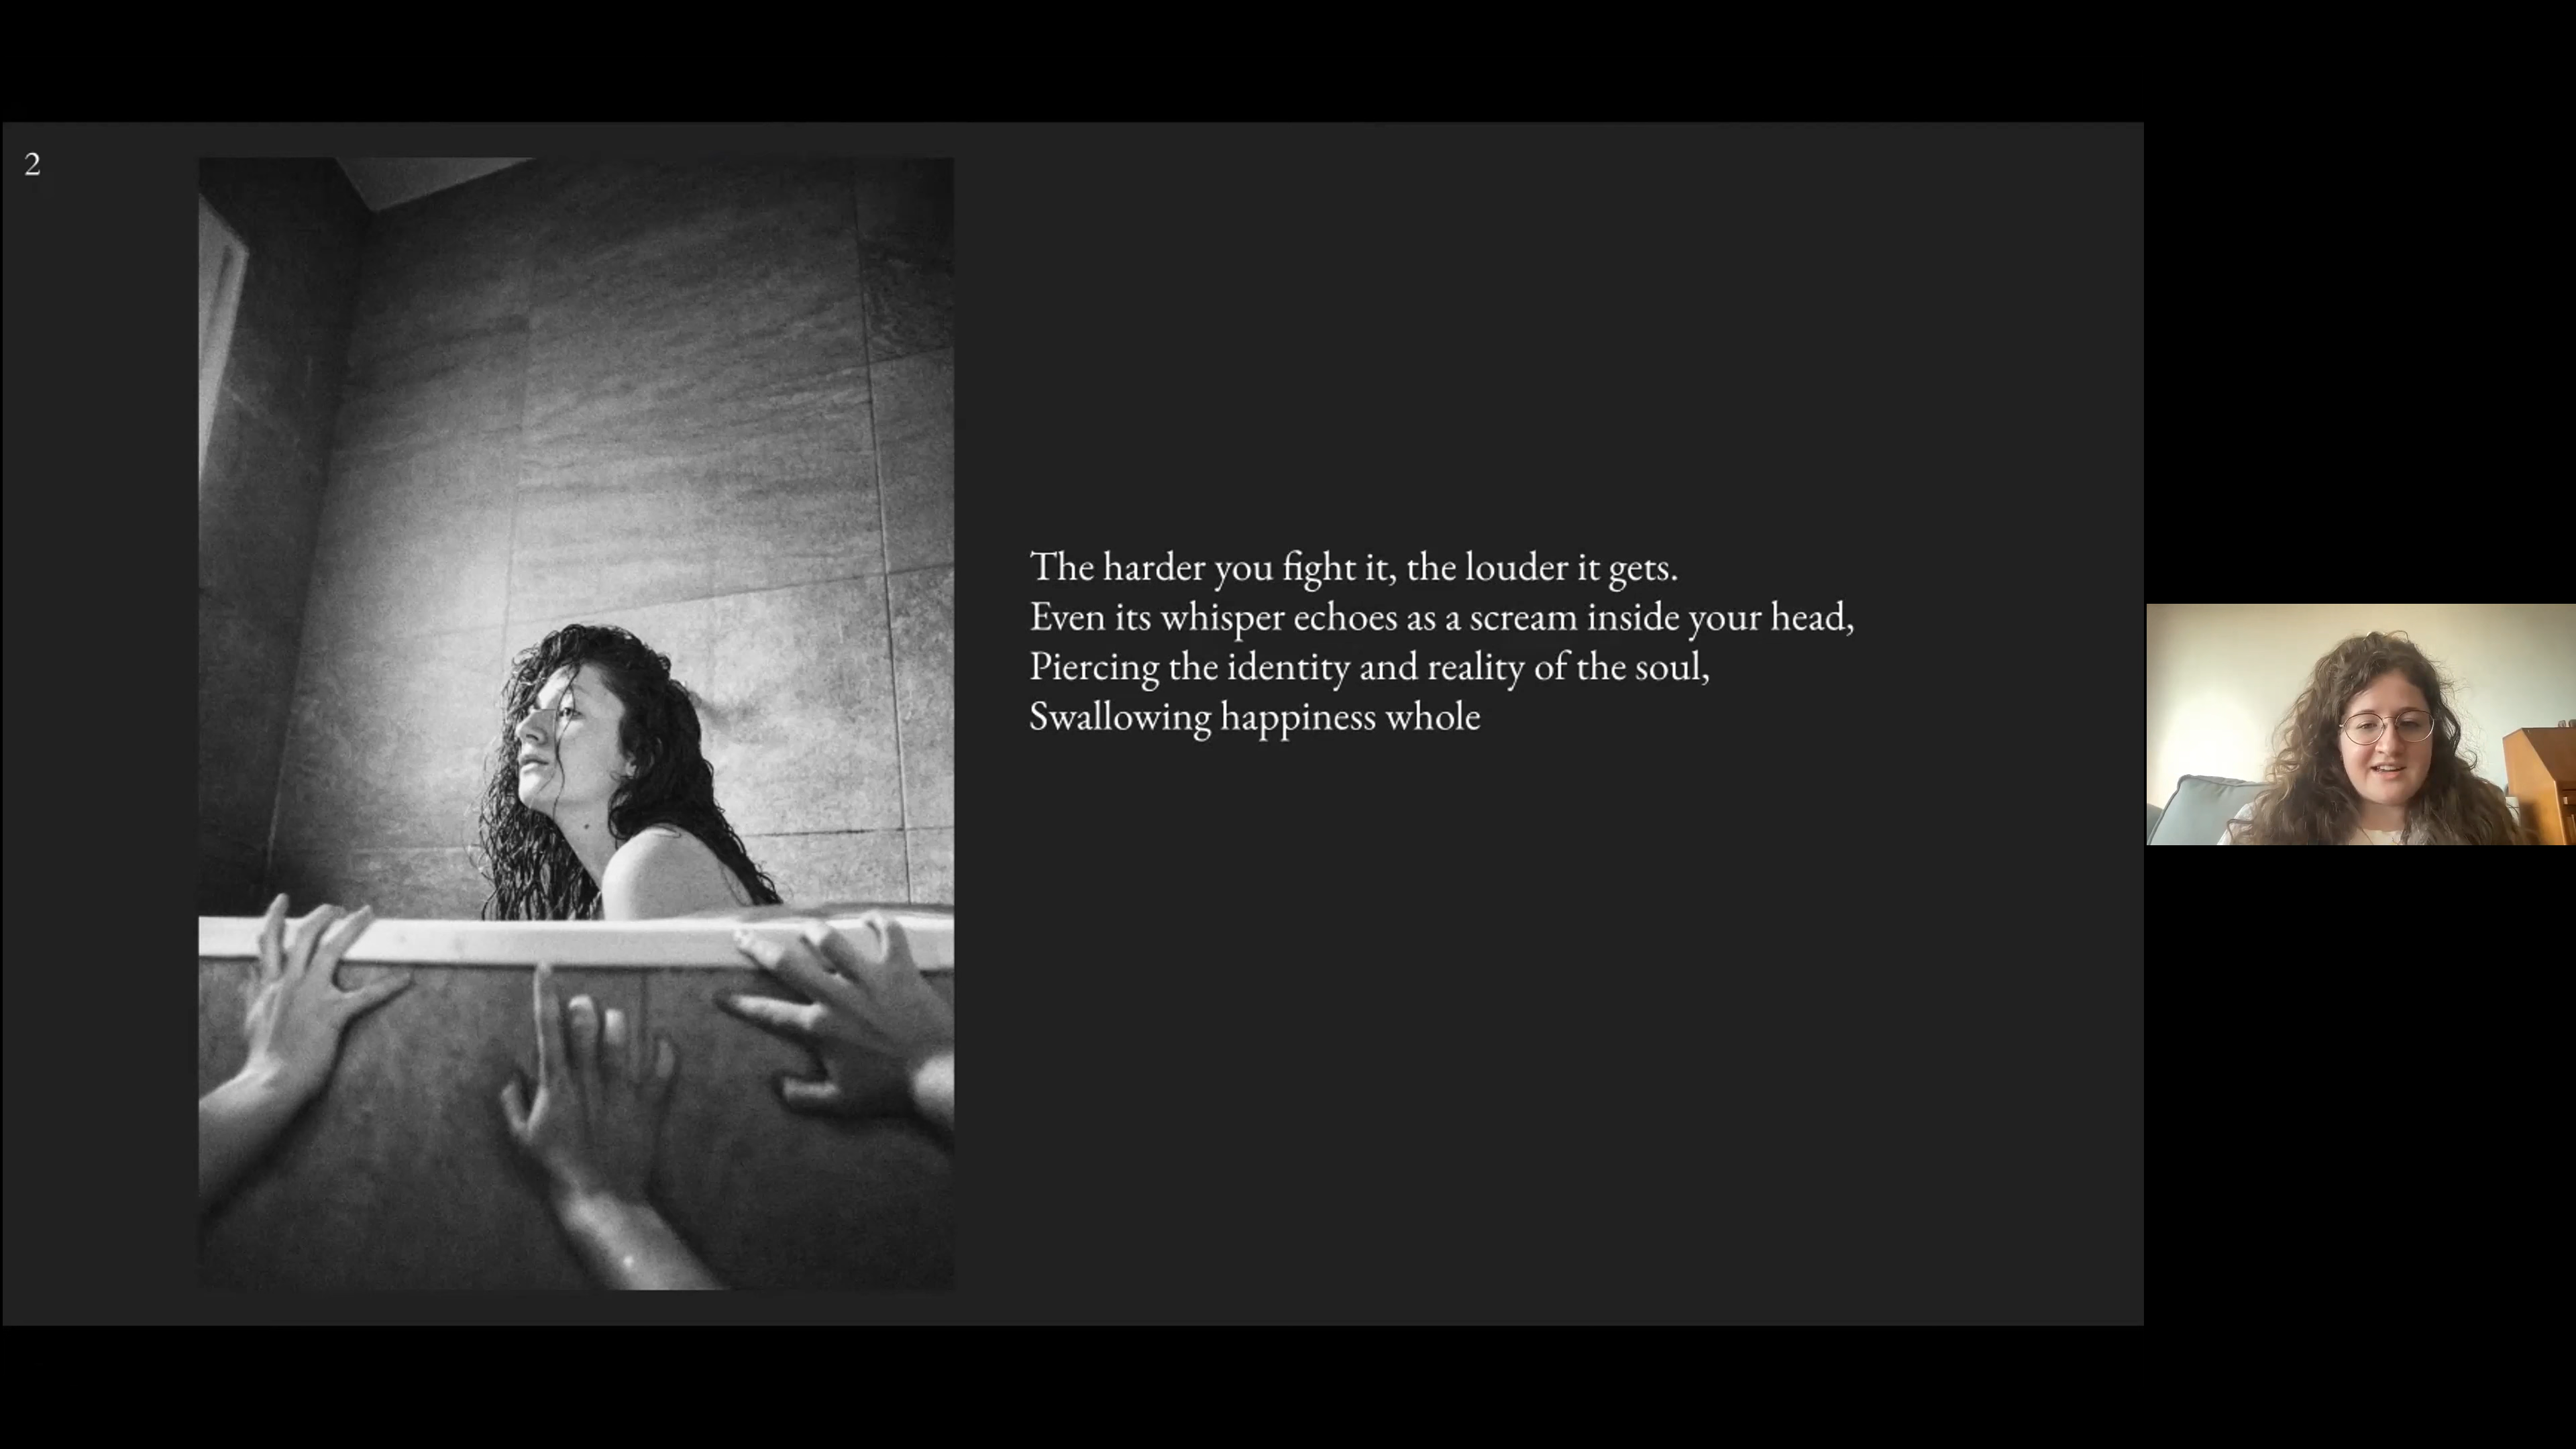 2
The harder you fight it, the louder it gets.
Even its whisper echoes as a scream inside your head,
Piercing the identity and reality of the soul,
Swallowing happiness whole